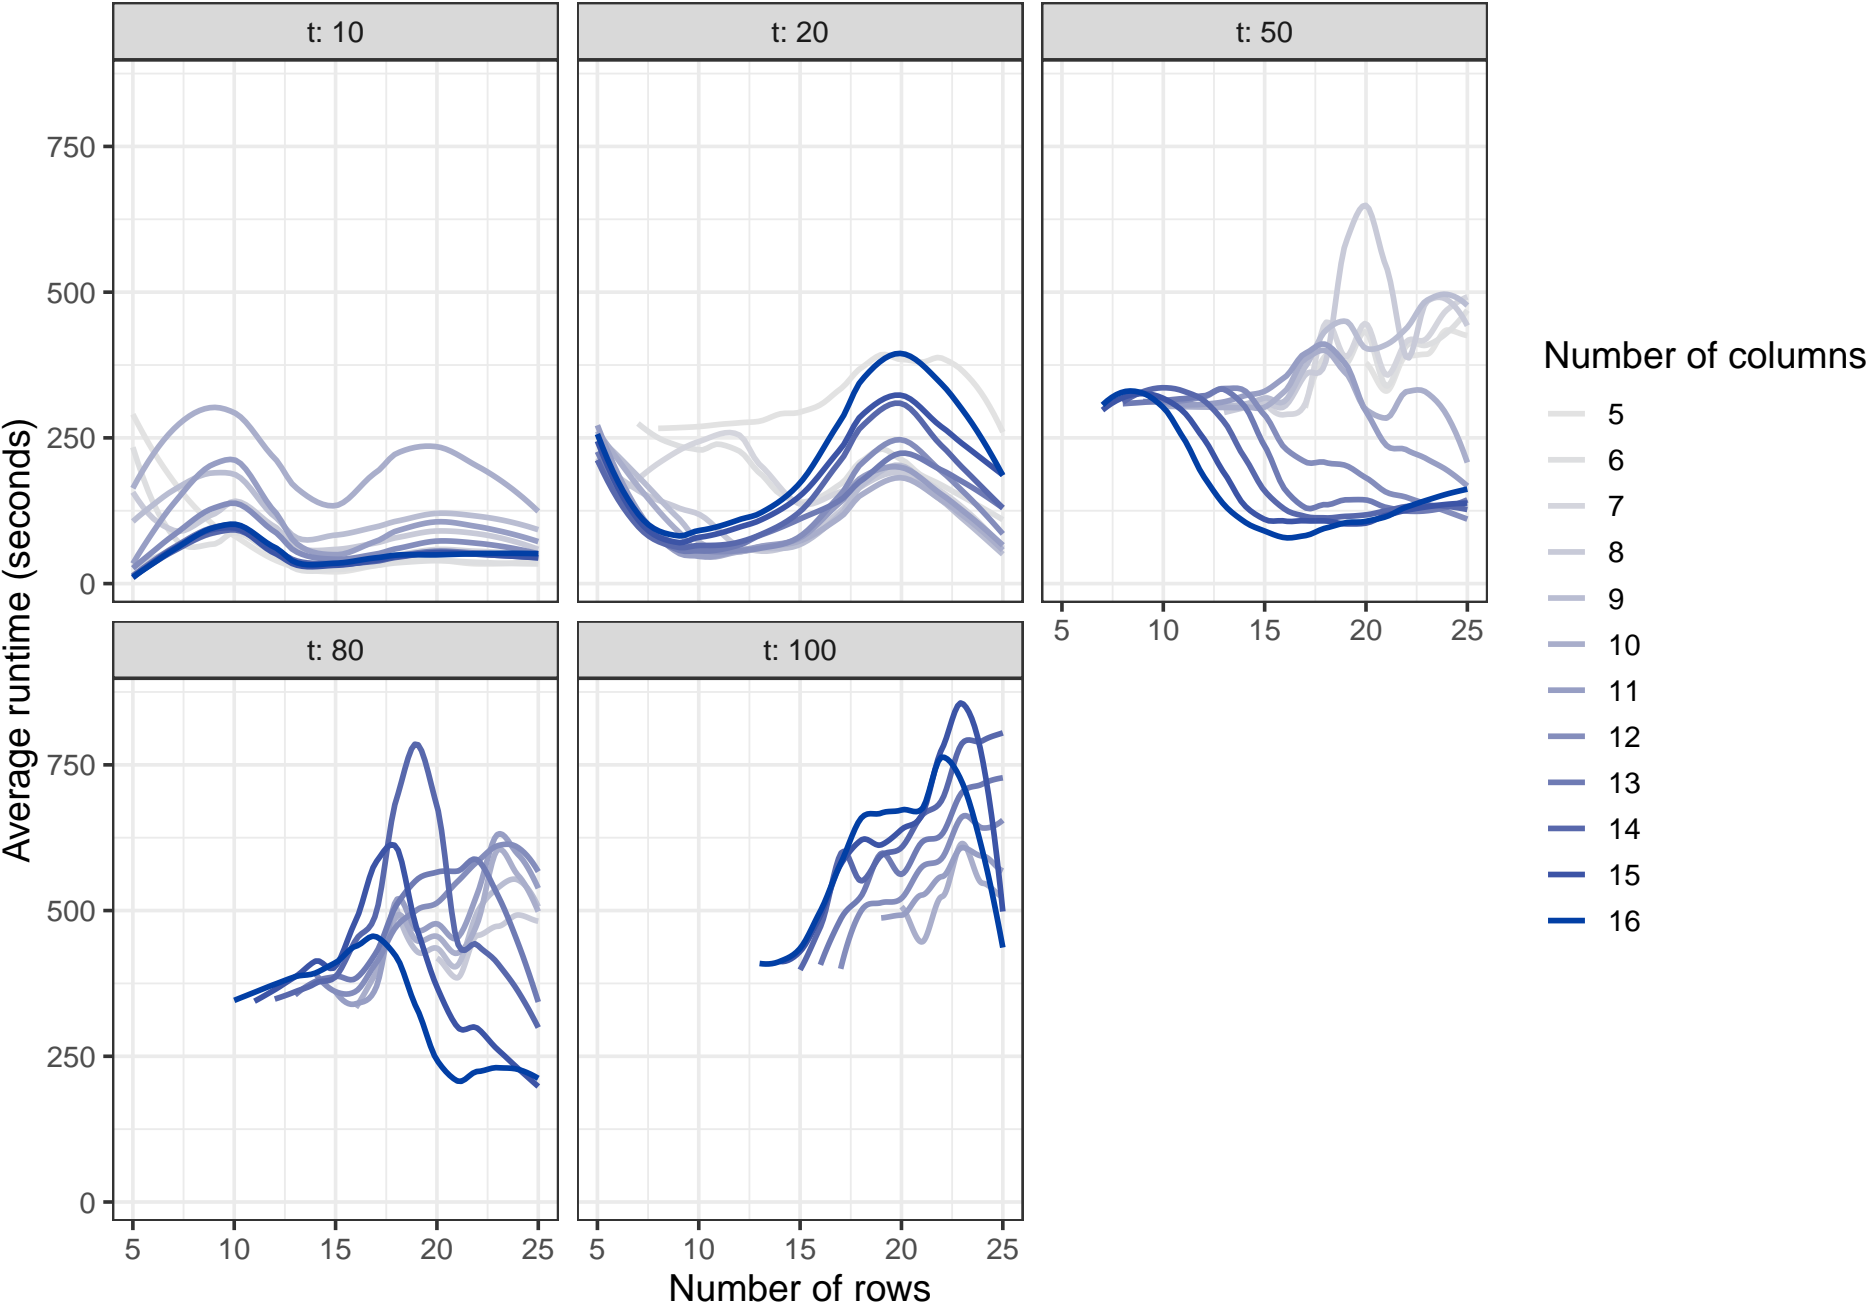 t: 10
t: 20
t: 50
750
500
250
0
5 10 15 20 25
t: 80
t: 100
750
500
250
0
5 10 15 20 25
5 10 15 20 25
Number of rows
Average runtime (seconds)
Number of columns
5
6
7
8
9
10
11
12
13
14
15
16